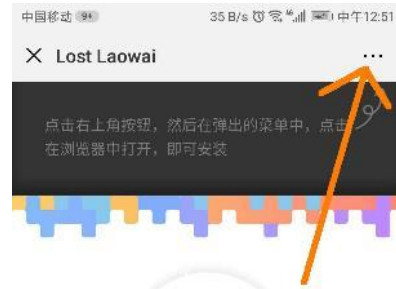 中国移动 9+ 35 B/s 中午12:51
× Lost Laowai ...
点击右上角按钮，然后在弹出的菜单中，点击
在浏览器中打开，即可安装